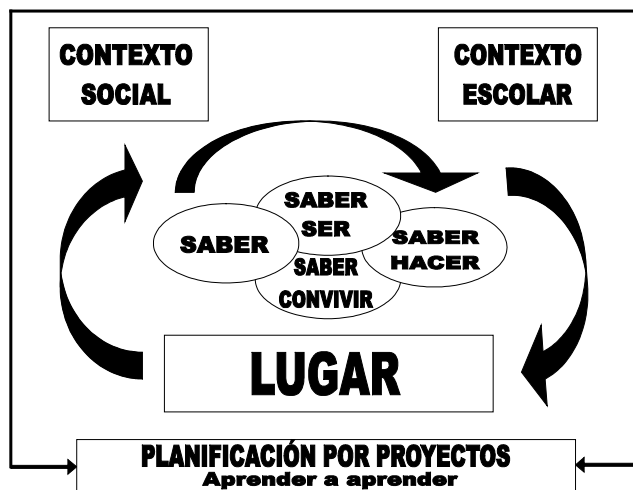 CONTEXTO
SOCIAL
CONTEXTO
ESCOLAR
SABER
SER
SABER
SABER
HACER
SABER
CONVIVIR
LUGAR
PLANIFICACIÓN POR PROYECTOS
Aprender a aprender